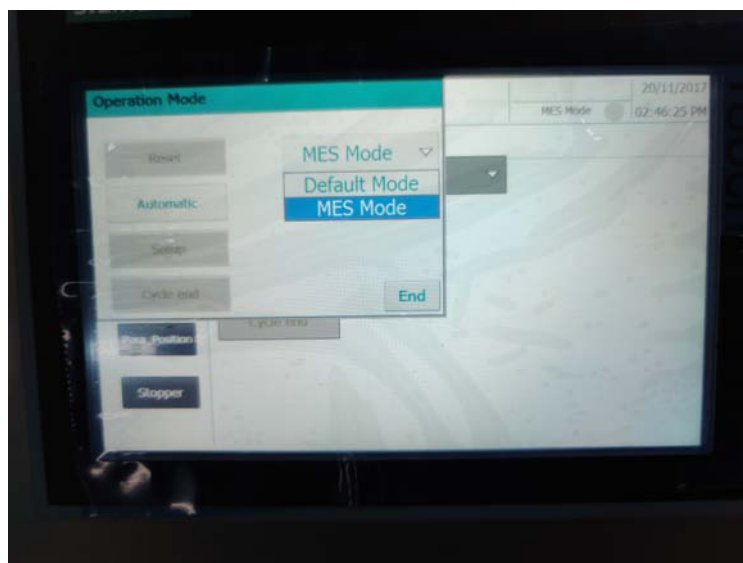 Operation Mode
20/11/2017
MES Mode
02:46:25 PM
Reset
MES Mode
Default Mode
MES Mode
Automatic
Setup
Cycle end
End
Cycle end
Para_Position
Stopper